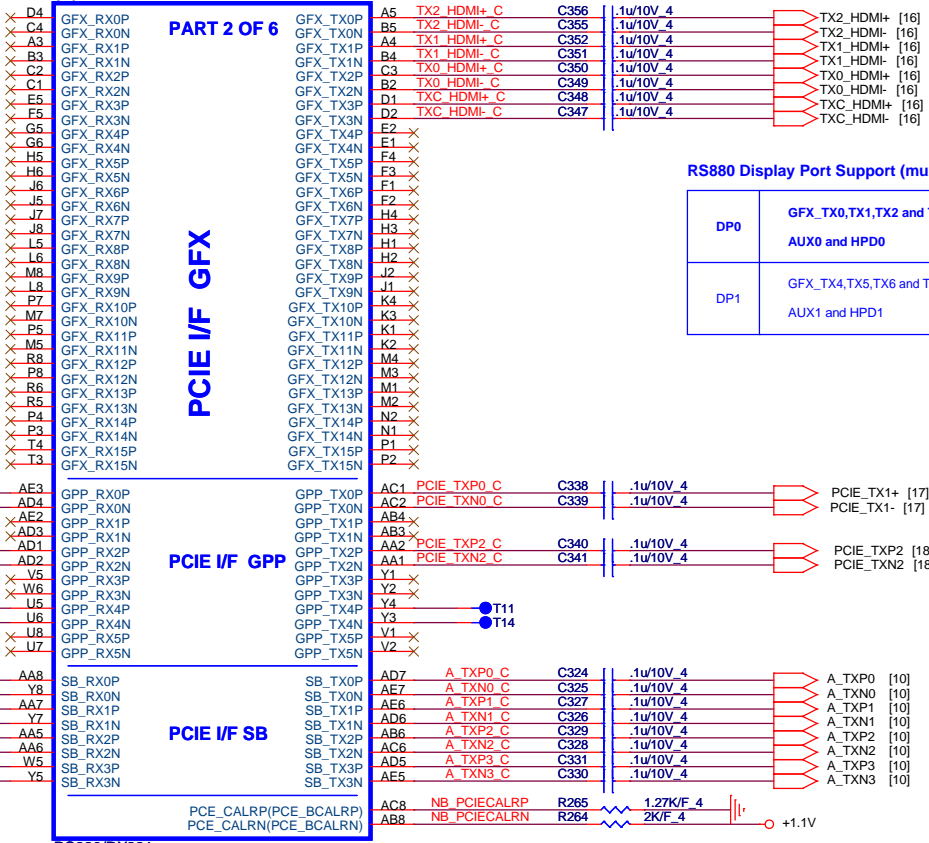 PART 2 OF 6
D4 GFX_RX0P GFX_TX0P A5 TX2_HDMI+_C C356 .1u/10V_4 TX2_HDMI+ [16]
C4 GFX_RX0N GFX_TX0N B5 TX2_HDMI-_C C355 .1u/10V_4 TX2_HDMI- [16]
A3 GFX_RX1P GFX_TX1P A4 TX1_HDMI+_C C352 .1u/10V_4 TX1_HDMI+ [16]
B3 GFX_RX1N GFX_TX1N B4 TX1_HDMI-_C C351 .1u/10V_4 TX1_HDMI- [16]
C2 GFX_RX2P GFX_TX2P C3 TX0_HDMI+_C C350 .1u/10V_4 TX0_HDMI+ [16]
C1 GFX_RX2N GFX_TX2N B2 TX0_HDMI-_C C349 .1u/10V_4 TX0_HDMI- [16]
E5 GFX_RX3P GFX_TX3P D1 TXC_HDMI+_C C348 .1u/10V_4 TXC_HDMI+ [16]
F5 GFX_RX3N GFX_TX3N D2 TXC_HDMI-_C C347 .1u/10V_4 TXC_HDMI- [16]
G5 GFX_RX4P GFX_TX4P E2
G6 GFX_RX4N GFX_TX4N E1
H5 GFX_RX5P GFX_TX5P F4
H6 GFX_RX5N GFX_TX5N F3
J6 GFX_RX6P GFX_TX6P F1
J5 GFX_RX6N GFX_TX6N F2
J7 GFX_RX7P GFX_TX7P H4
J8 GFX_RX7N GFX_TX7N H3
L5 GFX_RX8P GFX_TX8P H1
L6 GFX_RX8N GFX_TX8N H2
M8 GFX_RX9P GFX_TX9P J2
L8 GFX_RX9N GFX_TX9N J1
P7 GFX_RX10P GFX_TX10P K4
M7 GFX_RX10N GFX_TX10N K3
P5 GFX_RX11P GFX_TX11P K1
M5 GFX_RX11N GFX_TX11N K2
R8 GFX_RX12P GFX_TX12P M4
P8 GFX_RX12N GFX_TX12N M3
R6 GFX_RX13P GFX_TX13P M1
R5 GFX_RX13N GFX_TX13N M2
P4 GFX_RX14P GFX_TX14P N2
P3 GFX_RX14N GFX_TX14N N1
T4 GFX_RX15P GFX_TX15P P1
T3 GFX_RX15N GFX_TX15N P2
PCIE I/F GFX
RS880 Display Port Support (mu
DP0 GFX_TX0,TX1,TX2 and
AUX0 and HPD0
DP1 GFX_TX4,TX5,TX6 and T
AUX1 and HPD1
AE3 GPP_RX0P GPP_TX0P AC1 PCIE_TXP0_C C338 .1u/10V_4 PCIE_TX1+ [17]
AD4 GPP_RX0N GPP_TX0N AC2 PCIE_TXN0_C C339 .1u/10V_4 PCIE_TX1- [17]
AE2 GPP_RX1P GPP_TX1P AB4
AD3 GPP_RX1N GPP_TX1N AB3
AD1 GPP_RX2P GPP_TX2P AA2 PCIE_TXP2_C C340 .1u/10V_4 PCIE_TXP2 [18
AD2 GPP_RX2N GPP_TX2N AA1 PCIE_TXN2_C C341 .1u/10V_4 PCIE_TXN2 [18
PCIE I/F GPP
V5 GPP_RX3P GPP_TX3P Y1
W6 GPP_RX3N GPP_TX3N Y2
U5 GPP_RX4P GPP_TX4P Y4 T11
U6 GPP_RX4N GPP_TX4N Y3 T14
U8 GPP_RX5P GPP_TX5P V1
U7 GPP_RX5N GPP_TX5N V2
AA8 SB_RX0P SB_TX0P AD7 A_TXP0_C C324 .1u/10V_4 A_TXP0 [10]
Y8 SB_RX0N SB_TX0N AE7 A_TXN0_C C325 .1u/10V_4 A_TXN0 [10]
AA7 SB_RX1P SB_TX1P AE6 A_TXP1_C C327 .1u/10V_4 A_TXP1 [10]
Y7 SB_RX1N SB_TX1N AD6 A_TXN1_C C326 .1u/10V_4 A_TXN1 [10]
PCIE I/F SB
AA5 SB_RX2P SB_TX2P AB6 A_TXP2_C C329 .1u/10V_4 A_TXP2 [10]
AA6 SB_RX2N SB_TX2N AC6 A_TXN2_C C328 .1u/10V_4 A_TXN2 [10]
W5 SB_RX3P SB_TX3P AD5 A_TXP3_C C331 .1u/10V_4 A_TXP3 [10]
Y5 SB_RX3N SB_TX3N AE5 A_TXN3_C C330 .1u/10V_4 A_TXN3 [10]
PCE_CALRP(PCE_BCALRP) AC8 NB_PCIECALRP R265 1.27K/F_4
PCE_CALRN(PCE_BCALRN) AB8 NB_PCIECALRN R264 2K/F_4 +1.1V